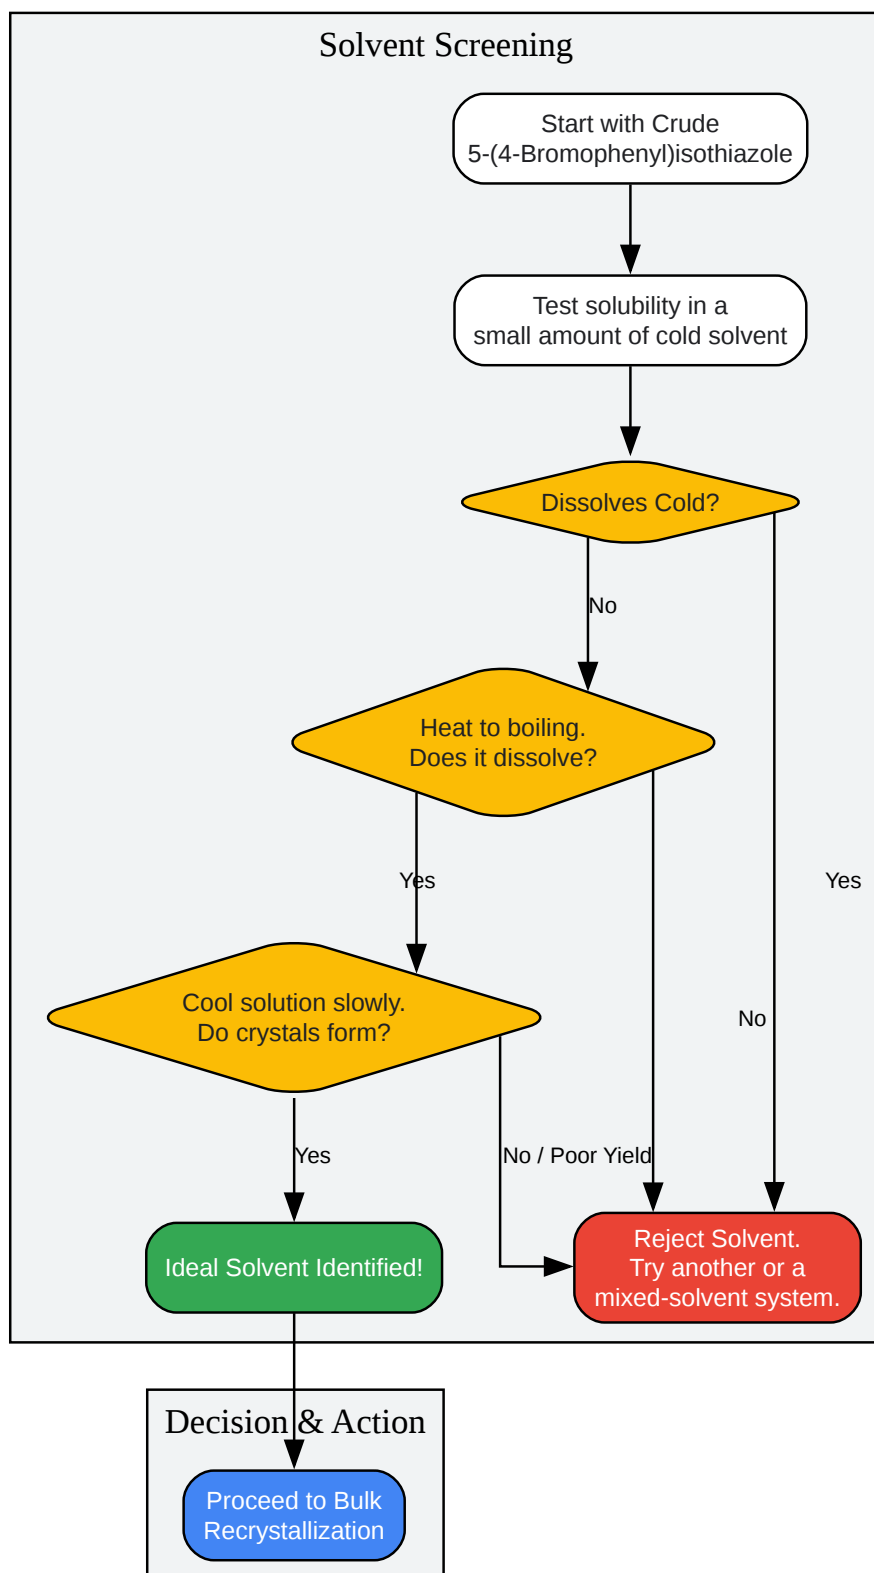 Solvent Screening
Start with Crude
5-(4-Bromophenyl)isothiazole
Test solubility in a
small amount of cold solvent
Dissolves Cold?
No
Heat to boiling.
Does it dissolve?
Yes
Yes
Cool solution slowly.
Do crystals form?
No
Yes
No / Poor Yield
Ideal Solvent Identified!
Reject Solvent.
Try another or a
mixed-solvent system.
Decision & Action
Proceed to Bulk
Recrystallization